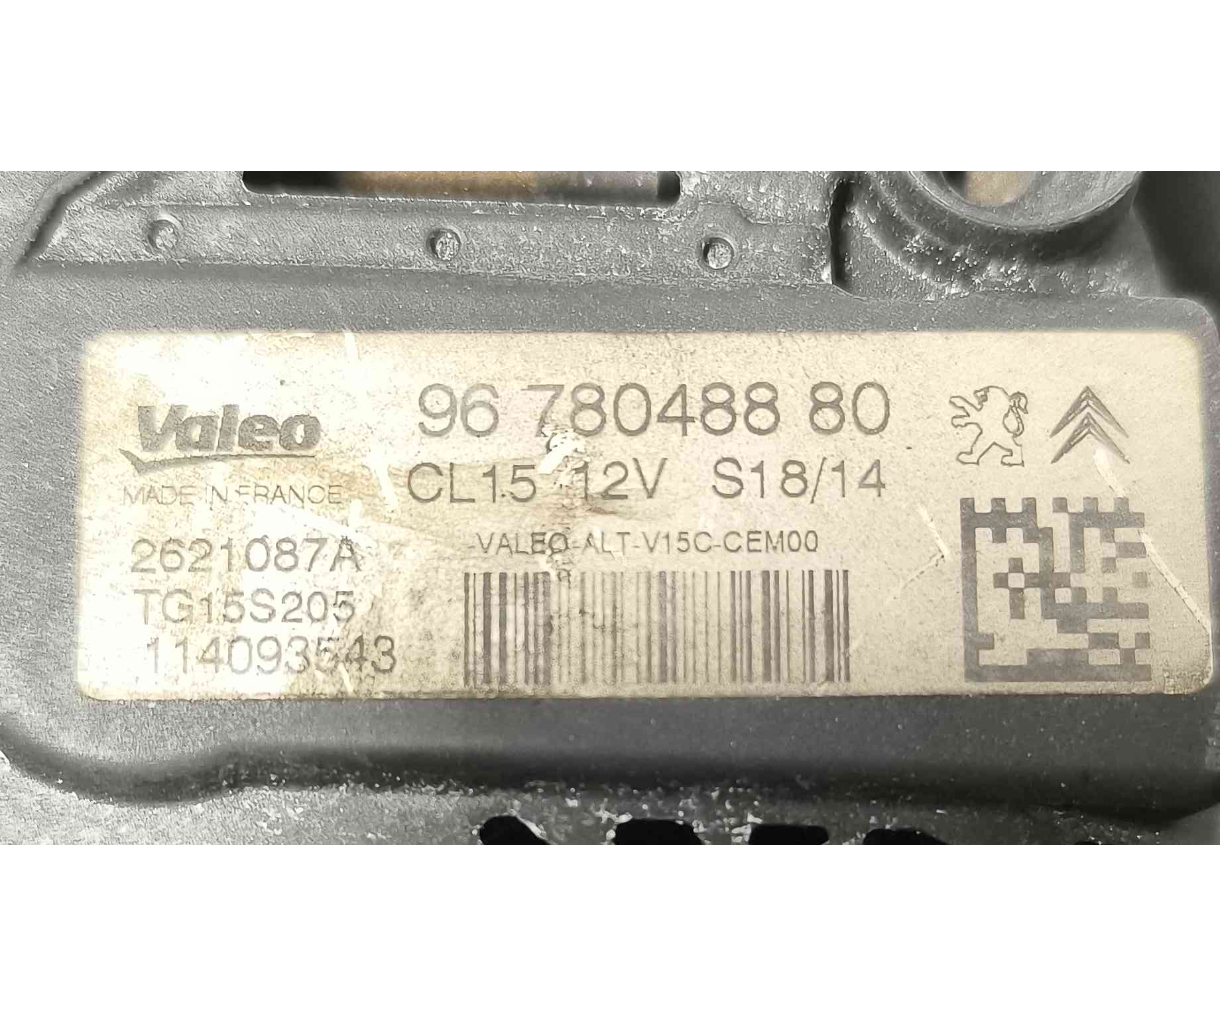 Valeo
MADE IN FRANCE
2621087A
TG15S205
114093543
96 780488 80
CL15 12V S18/14
-VALEO-ALT-V15C-CEM00